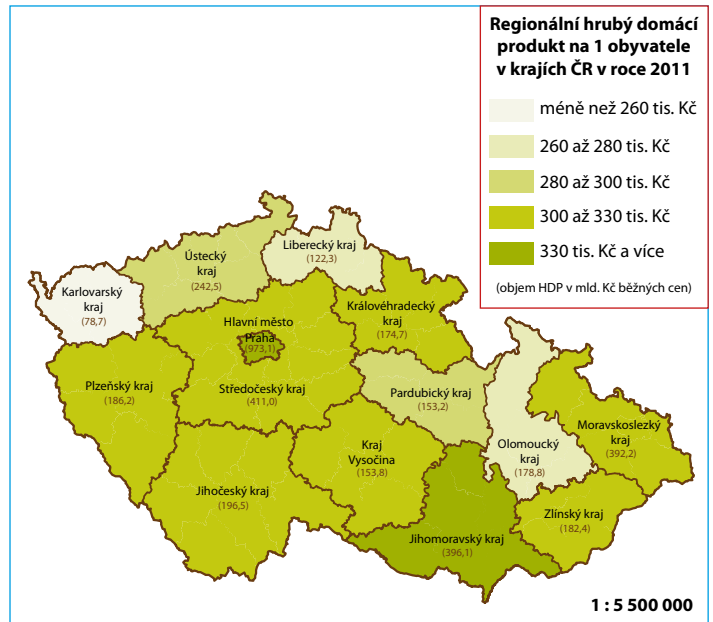 Regionální hrubý domácí
produkt na 1 obyvatele
v krajích ČR v roce 2011
méně než 260 tis. Kč
260 až 280 tis. Kč
280 až 300 tis. Kč
300 až 330 tis. Kč
330 tis. Kč a více
(objem HDP v mld. Kč běžných cen)
Liberecký kraj
(122,3)
Ústecký
kraj
(242,5)
Karlovarský
kraj
(78,7)
Královéhradecký
kraj
(174,7)
Hlavní město
Praha
(973,1)
Plzeňský kraj
(186,2)
Středočeský kraj
(411,0)
Pardubický kraj
(153,2)
Moravskoslezký
kraj
(392,2)
Kraj
Vysočina
(153,8)
Olomoucký
kraj
(178,8)
Jihočeský kraj
(196,5)
Zlínský kraj
(182,4)
Jihomoravský kraj
(396,1)
1 : 5 500 000